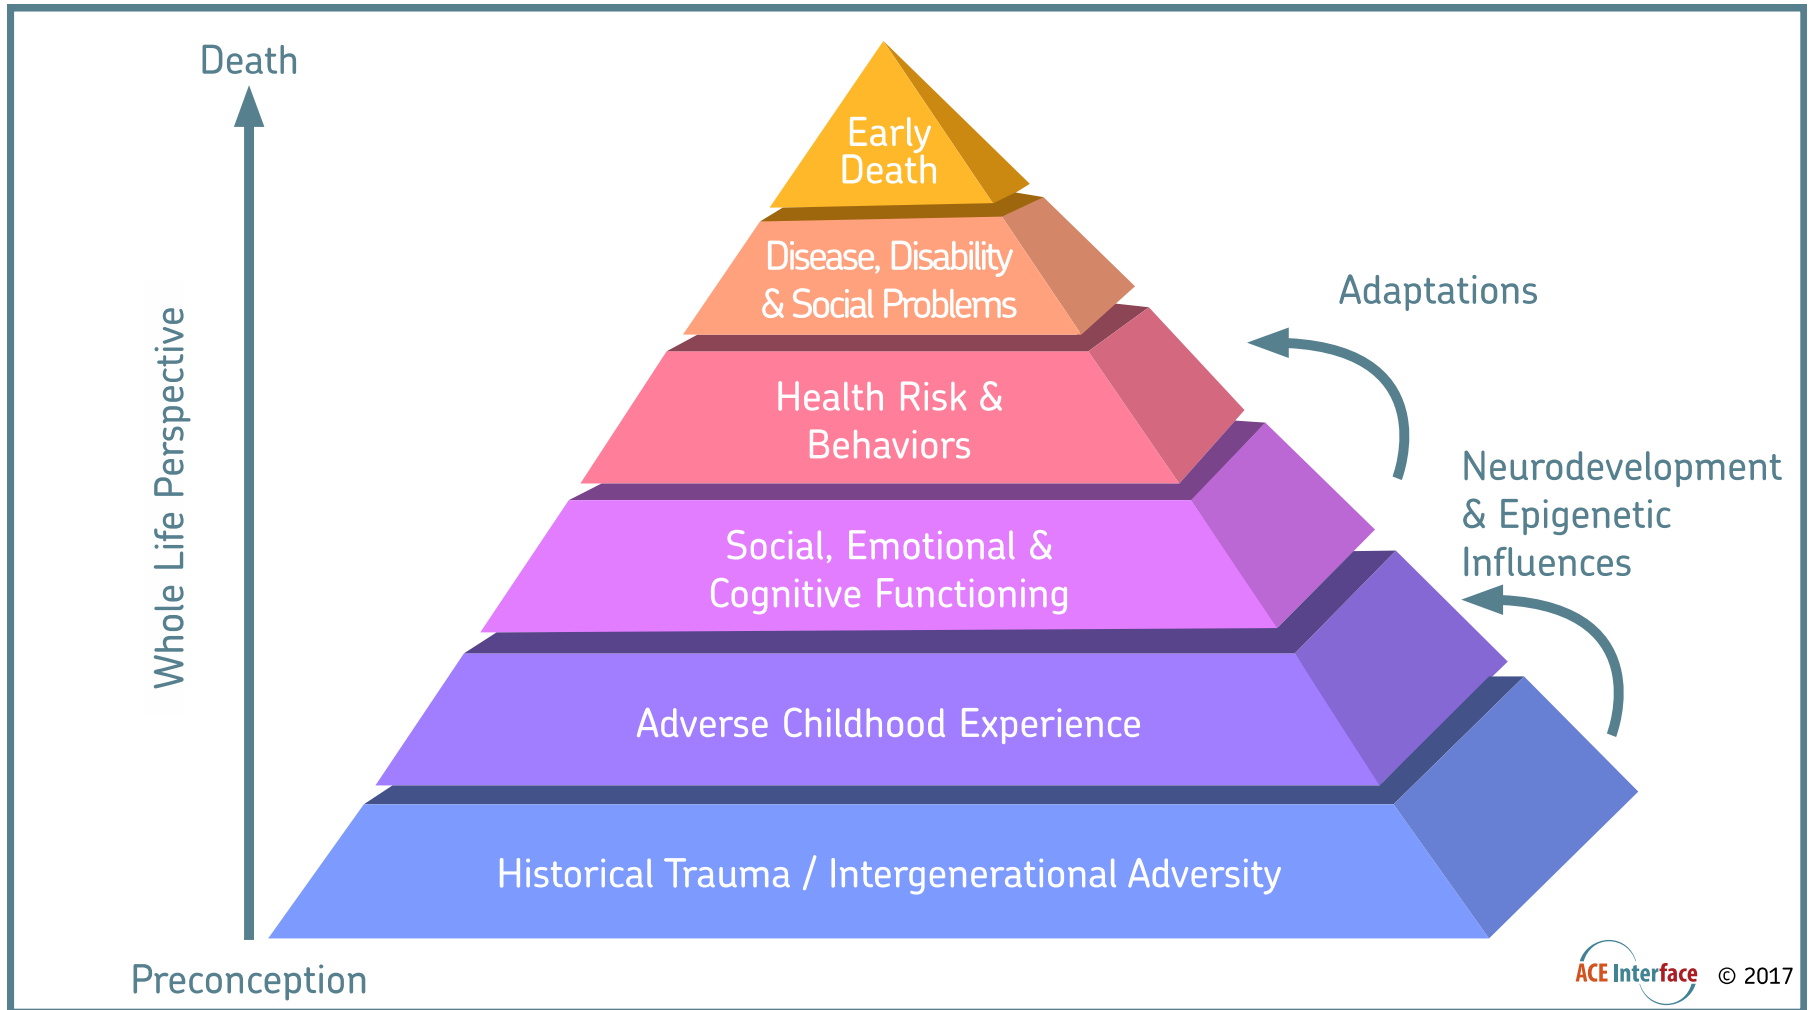 Death
Early
Death
Disease, Disability
& Social Problems
Adaptations
Health Risk &
Behaviors
Whole Life Perspective
Neurodevelopment
& Epigenetic
Influences
Social, Emotional &
Cognitive Functioning
Adverse Childhood Experience
Historical Trauma / Intergenerational Adversity
Preconception
ACE Interface © 2017